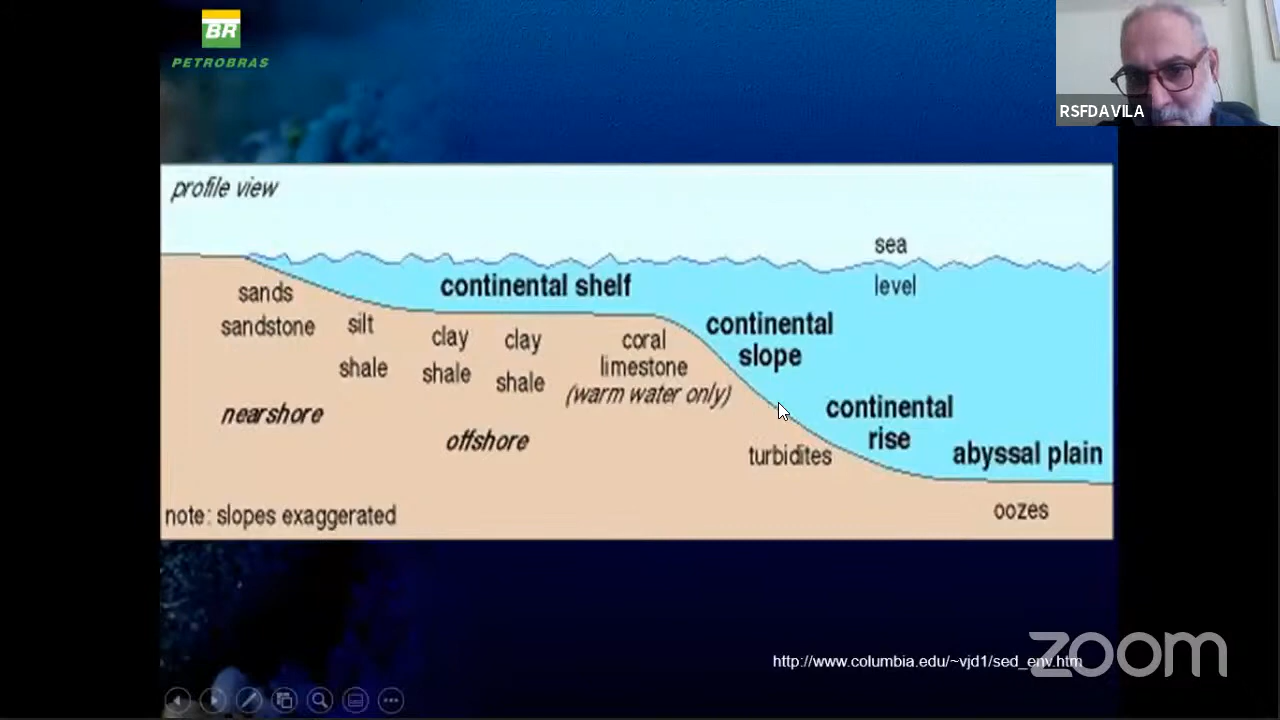 BR
PETROBRAS
RSFDAVILA
profile view
sea
level
continental shelf
sands
sandstone
silt
shale
clay
shale
clay
shale
coral
limestone
(warm water only)
continental
slope
nearshore
offshore
continental
rise
turbidites
abyssal plain
oozes
note: slopes exaggerated
http://www.columbia.edu/~vjd1/sed_env.htm
zoom